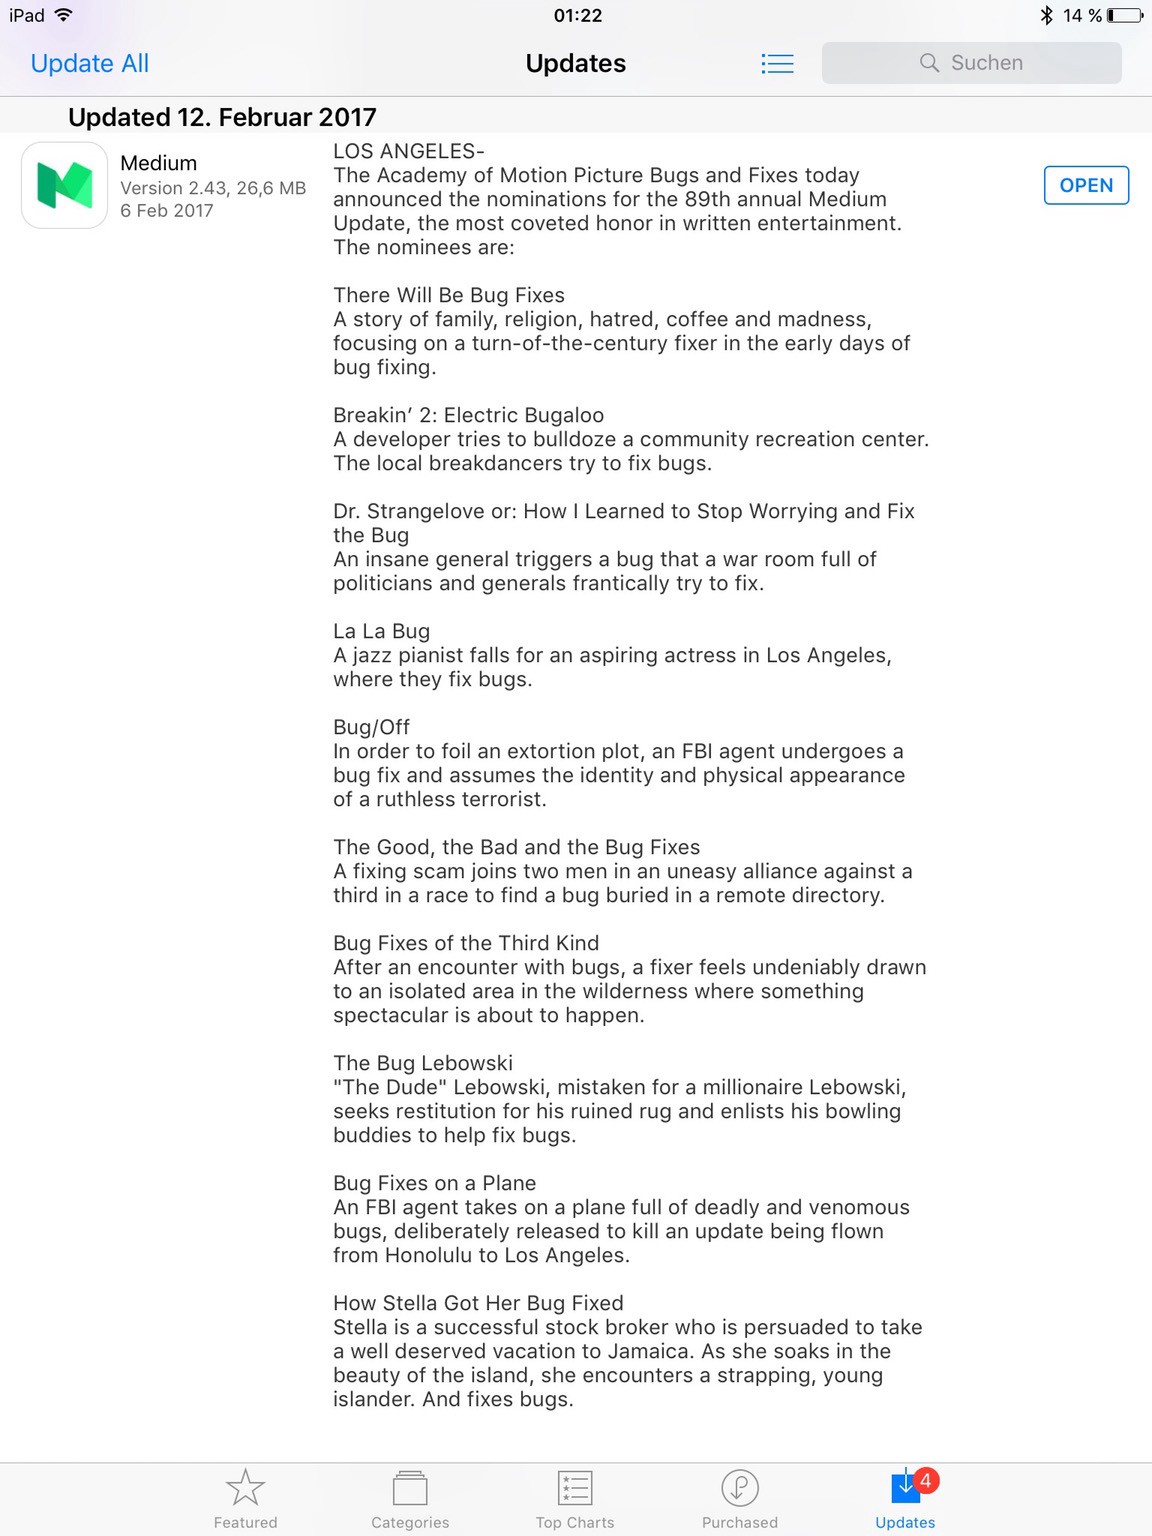 iPad
01:22
14 %
Update All
Updates
Suchen
Updated 12. Februar 2017
Medium
Version 2.43, 26,6 MB
6 Feb 2017
OPEN
LOS ANGELES-
The Academy of Motion Picture Bugs and Fixes today
announced the nominations for the 89th annual Medium
Update, the most coveted honor in written entertainment.
The nominees are:
There Will Be Bug Fixes
A story of family, religion, hatred, coffee and madness,
focusing on a turn-of-the-century fixer in the early days of
bug fixing.
Breakin’ 2: Electric Bugaloo
A developer tries to bulldoze a community recreation center.
The local breakdancers try to fix bugs.
Dr. Strangelove or: How I Learned to Stop Worrying and Fix
the Bug
An insane general triggers a bug that a war room full of
politicians and generals frantically try to fix.
La La Bug
A jazz pianist falls for an aspiring actress in Los Angeles,
where they fix bugs.
Bug/Off
In order to foil an extortion plot, an FBI agent undergoes a
bug fix and assumes the identity and physical appearance
of a ruthless terrorist.
The Good, the Bad and the Bug Fixes
A fixing scam joins two men in an uneasy alliance against a
third in a race to find a bug buried in a remote directory.
Bug Fixes of the Third Kind
After an encounter with bugs, a fixer feels undeniably drawn
to an isolated area in the wilderness where something
spectacular is about to happen.
The Bug Lebowski
"The Dude" Lebowski, mistaken for a millionaire Lebowski,
seeks restitution for his ruined rug and enlists his bowling
buddies to help fix bugs.
Bug Fixes on a Plane
An FBI agent takes on a plane full of deadly and venomous
bugs, deliberately released to kill an update being flown
from Honolulu to Los Angeles.
How Stella Got Her Bug Fixed
Stella is a successful stock broker who is persuaded to take
a well deserved vacation to Jamaica. As she soaks in the
beauty of the island, she encounters a strapping, young
islander. And fixes bugs.
Featured
Categories
Top Charts
Purchased
4
Updates